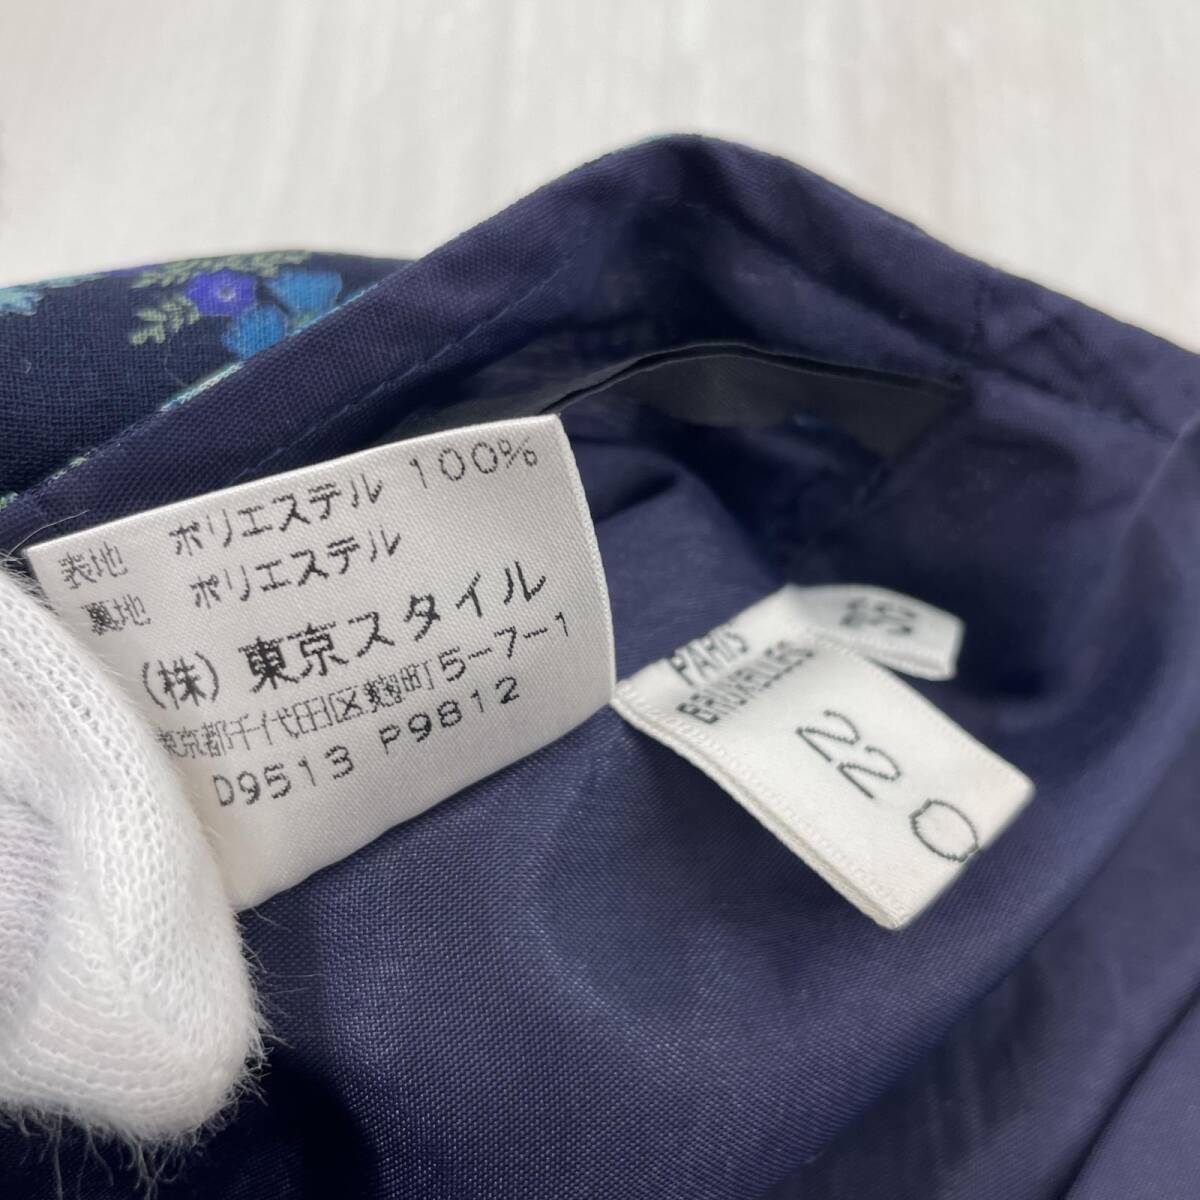 表地 ポリエステル 100%
裏地 ポリエステル
(株) 東京スタイル
東京都千代田区麹町5-7-1
D9513 P9812
PARIS
BRUXELLES
220